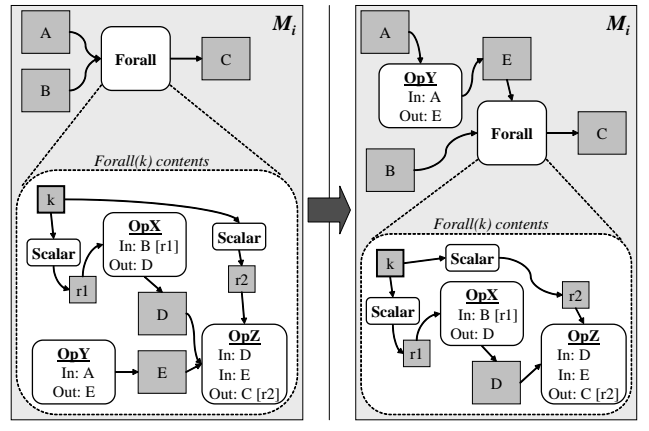 M_i
A
Forall
C
B
Forall(k) contents
k
Scalar
OpX
In: B [r1]
Out: D
Scalar
r1
r2
D
OpZ
In: D
In: E
Out: C [r2]
OpY
In: A
Out: E
E
M_i
A
OpY
In: A
Out: E
E
Forall
C
B
Forall(k) contents
k
Scalar
Scalar
OpX
In: B [r1]
Out: D
r2
r1
D
OpZ
In: D
In: E
Out: C [r2]